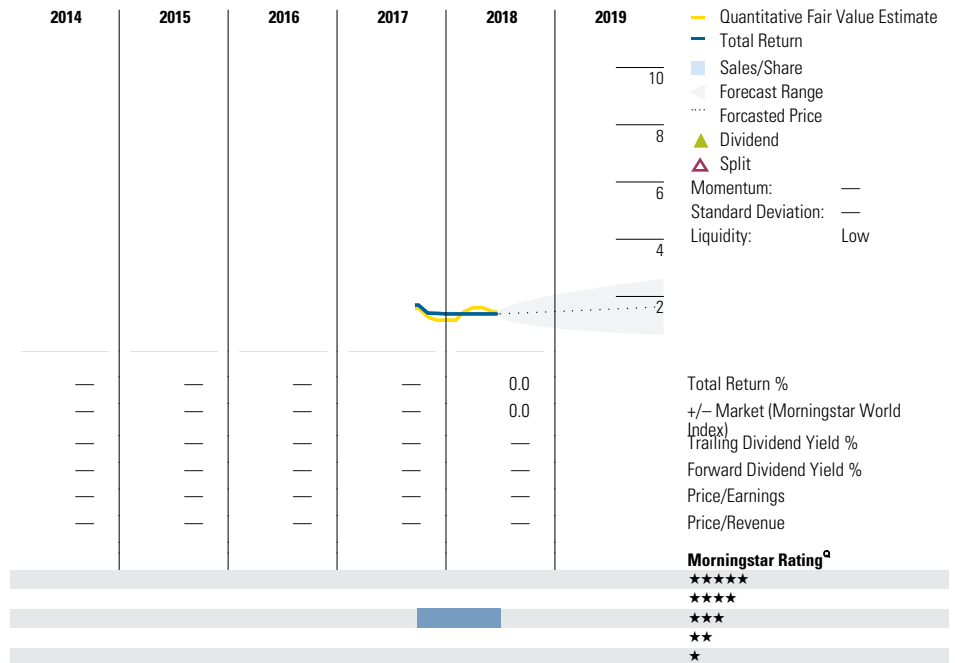 2014 2015 2016 2017 2018 2019
Quantitative Fair Value Estimate
Total Return
Sales/Share
Forecast Range
Forcasted Price
Dividend
Split
Momentum: —
Standard Deviation: —
Liquidity: Low
10
8
6
4
2
— — — — 0.0 Total Return %
— — — — 0.0 +/– Market (Morningstar World
Index)
— — — — — Trailing Dividend Yield %
— — — — — Forward Dividend Yield %
— — — — — Price/Earnings
— — — — — Price/Revenue
Morningstar RatingQ
★★★★★
★★★★
★★★
★★
★